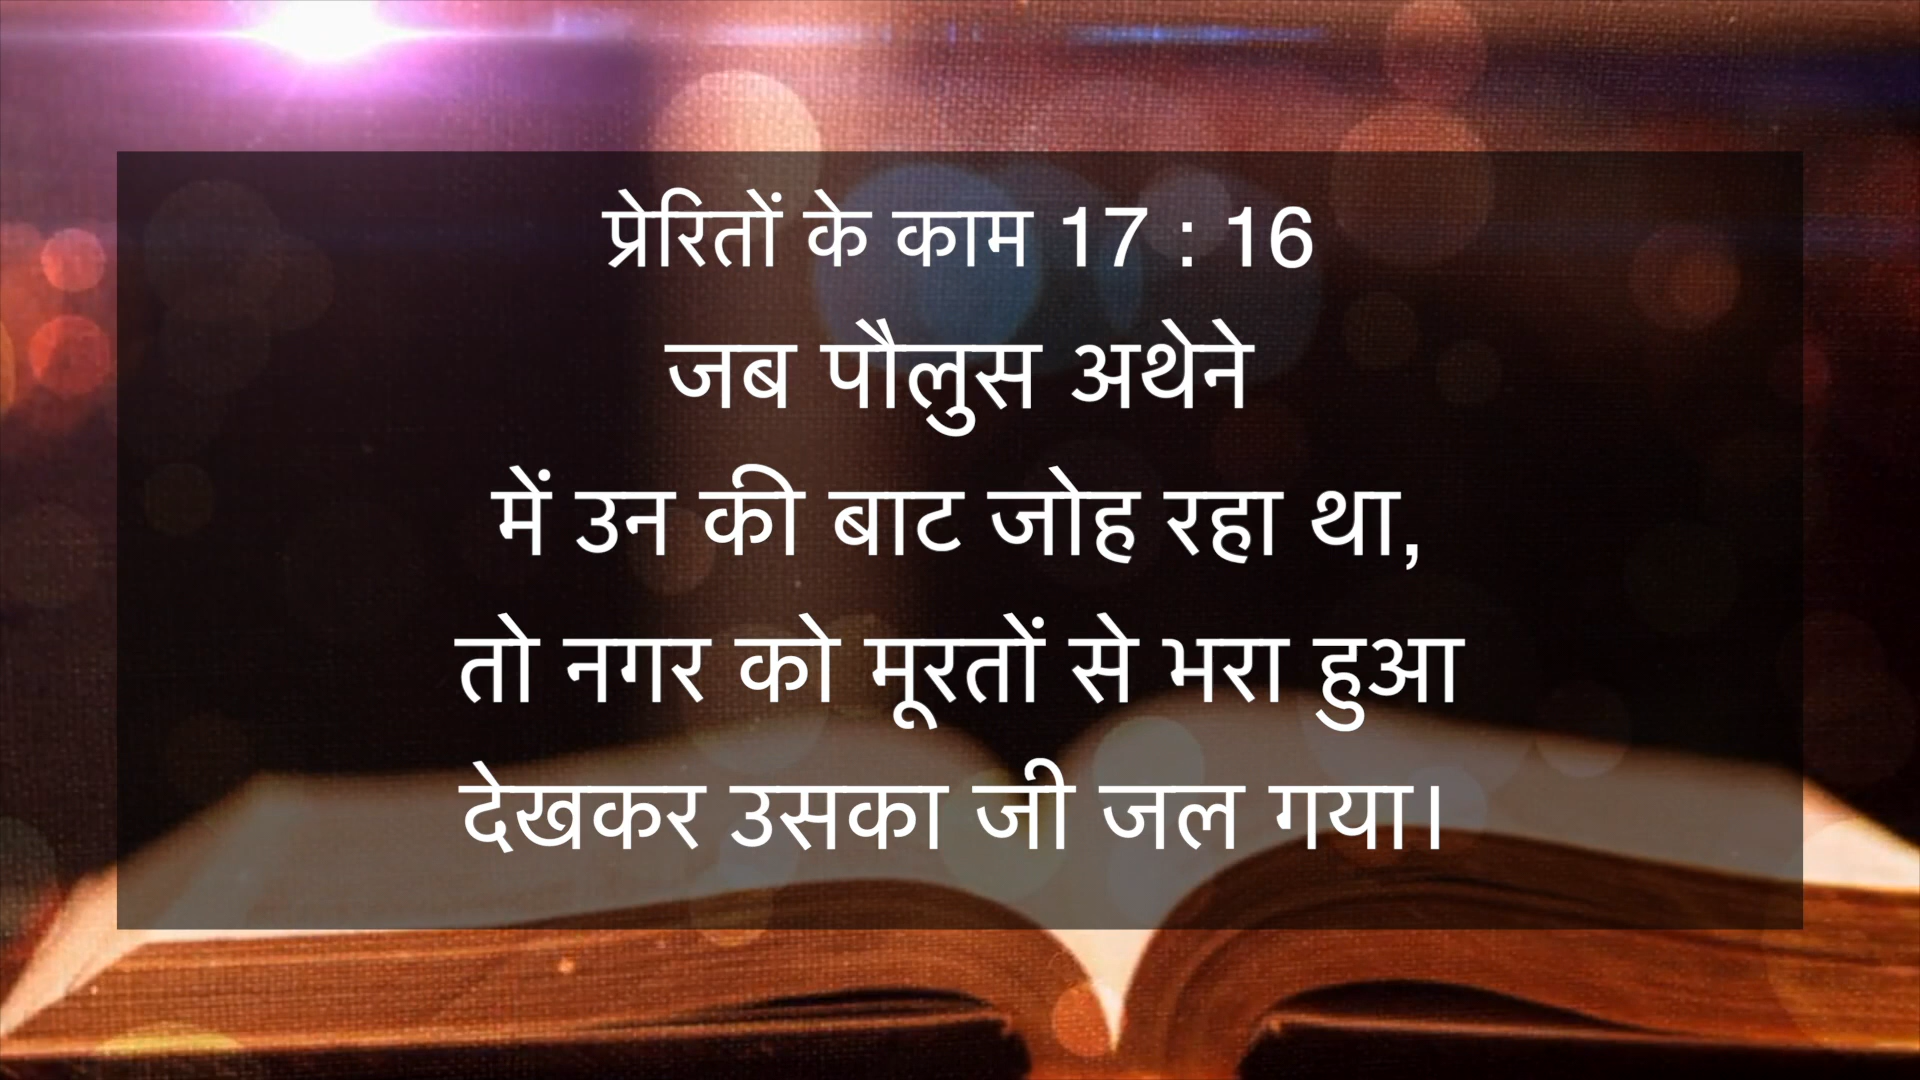 प्रेरितों के काम 17 : 16
जब पौलुस अथेने
में उन की बाट जोह रहा था,
तो नगर को मूरतों से भरा हुआ
देखकर उसका जी जल गया।